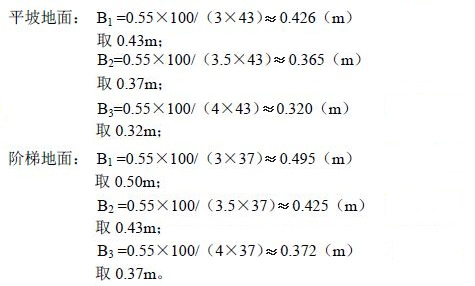 平坡地面： B₁ =0.55×100/（3×43）≈0.426（m）
取 0.43m；
B₂=0.55×100/（3.5×43）≈0.365（m）
取 0.37m；
B₃=0.55×100/（4×43）≈0.320（m）
取 0.32m；
阶梯地面： B₁ =0.55×100/（3×37）≈0.495（m）
取 0.50m；
B₂ =0.55×100/（3.5×37）≈0.425（m）
取 0.43m；
B₃ =0.55×100/（4×37）≈0.372（m）
取 0.37m。